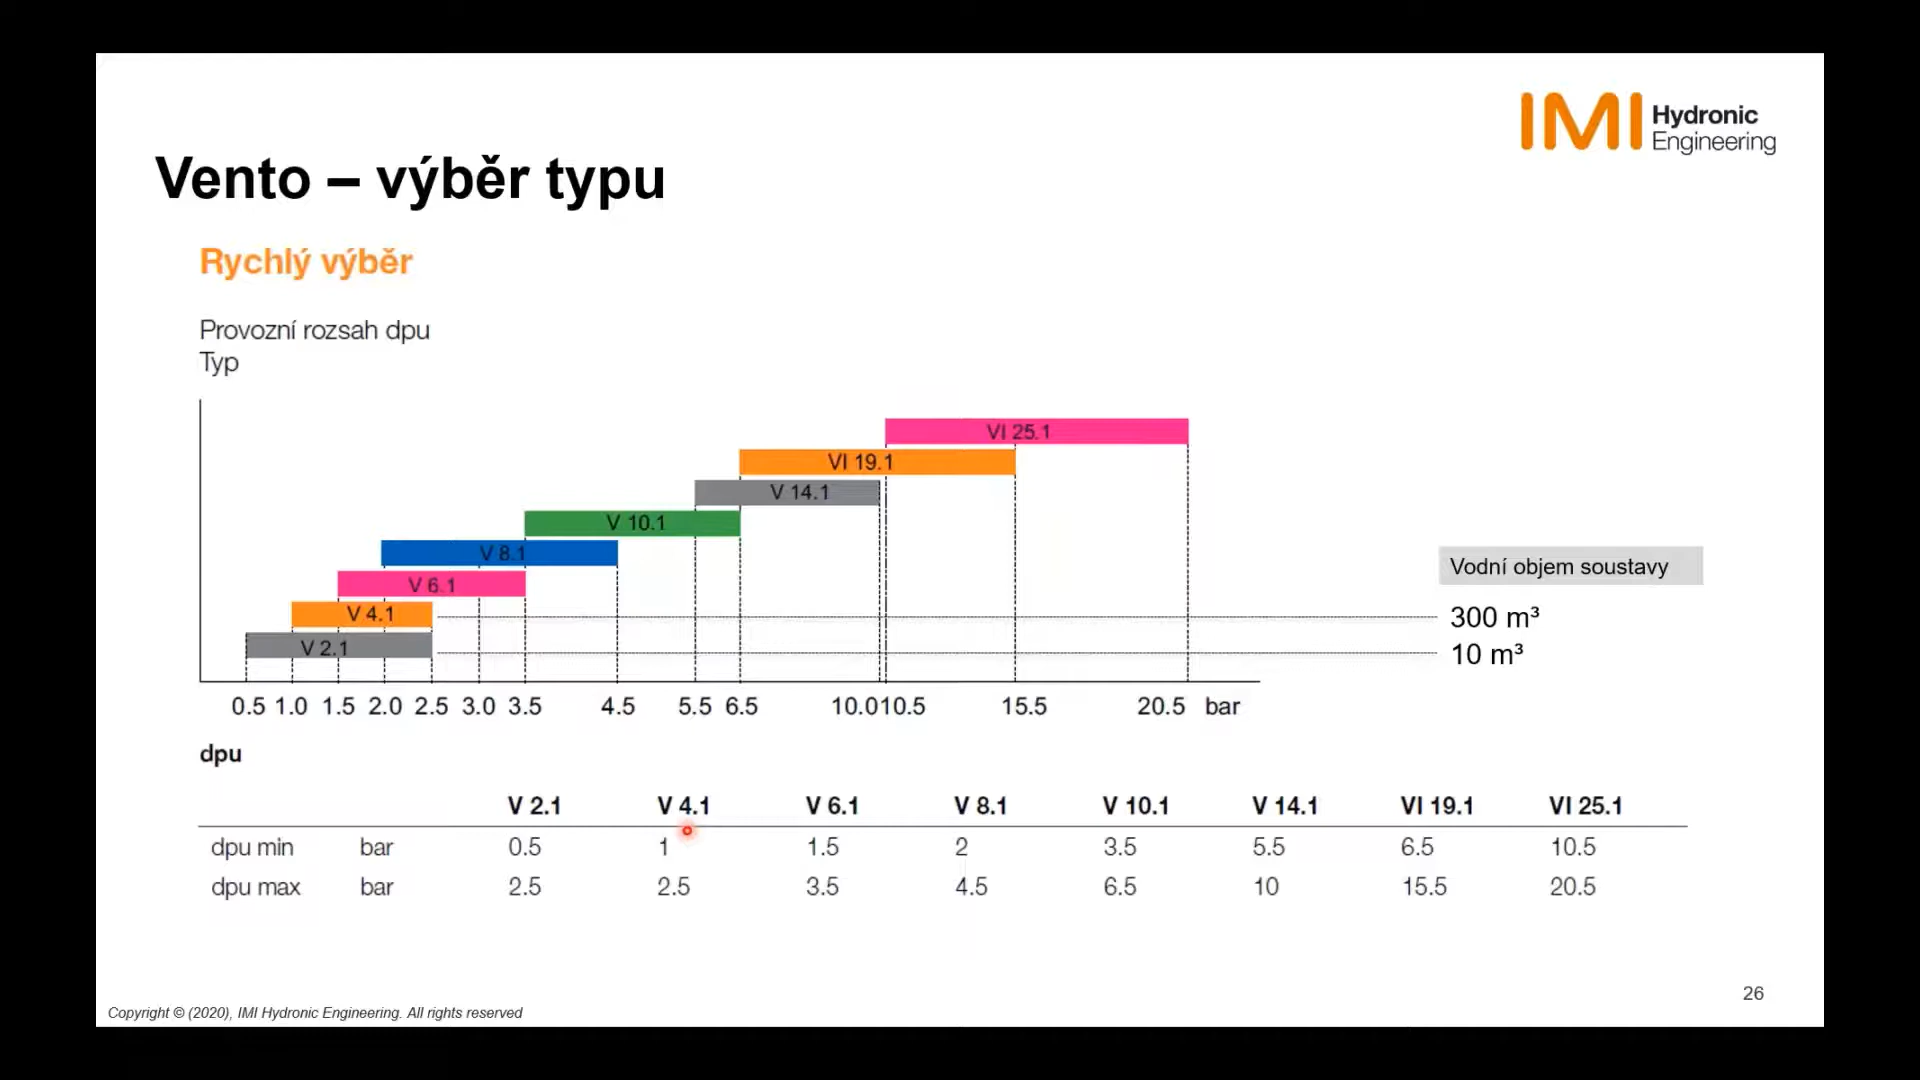 IMI Hydronic
Engineering
Vento – výběr typu
Rychlý výběr
Provozní rozsah dpu
Typ
VI 25.1
VI 19.1
V 14.1
V 10.1
V 8.1
V 6.1
V 4.1
V 2.1
Vodní objem soustavy
300 m³
10 m³
0.5 1.0 1.5 2.0 2.5 3.0 3.5 4.5 5.5 6.5 10.0 10.5 15.5 20.5 bar
dpu
V 2.1 V 4.1 V 6.1 V 8.1 V 10.1 V 14.1 VI 19.1 VI 25.1
dpu min bar 0.5 1 1.5 2 3.5 5.5 6.5 10.5
dpu max bar 2.5 2.5 3.5 4.5 6.5 10 15.5 20.5
26
Copyright © (2020), IMI Hydronic Engineering. All rights reserved